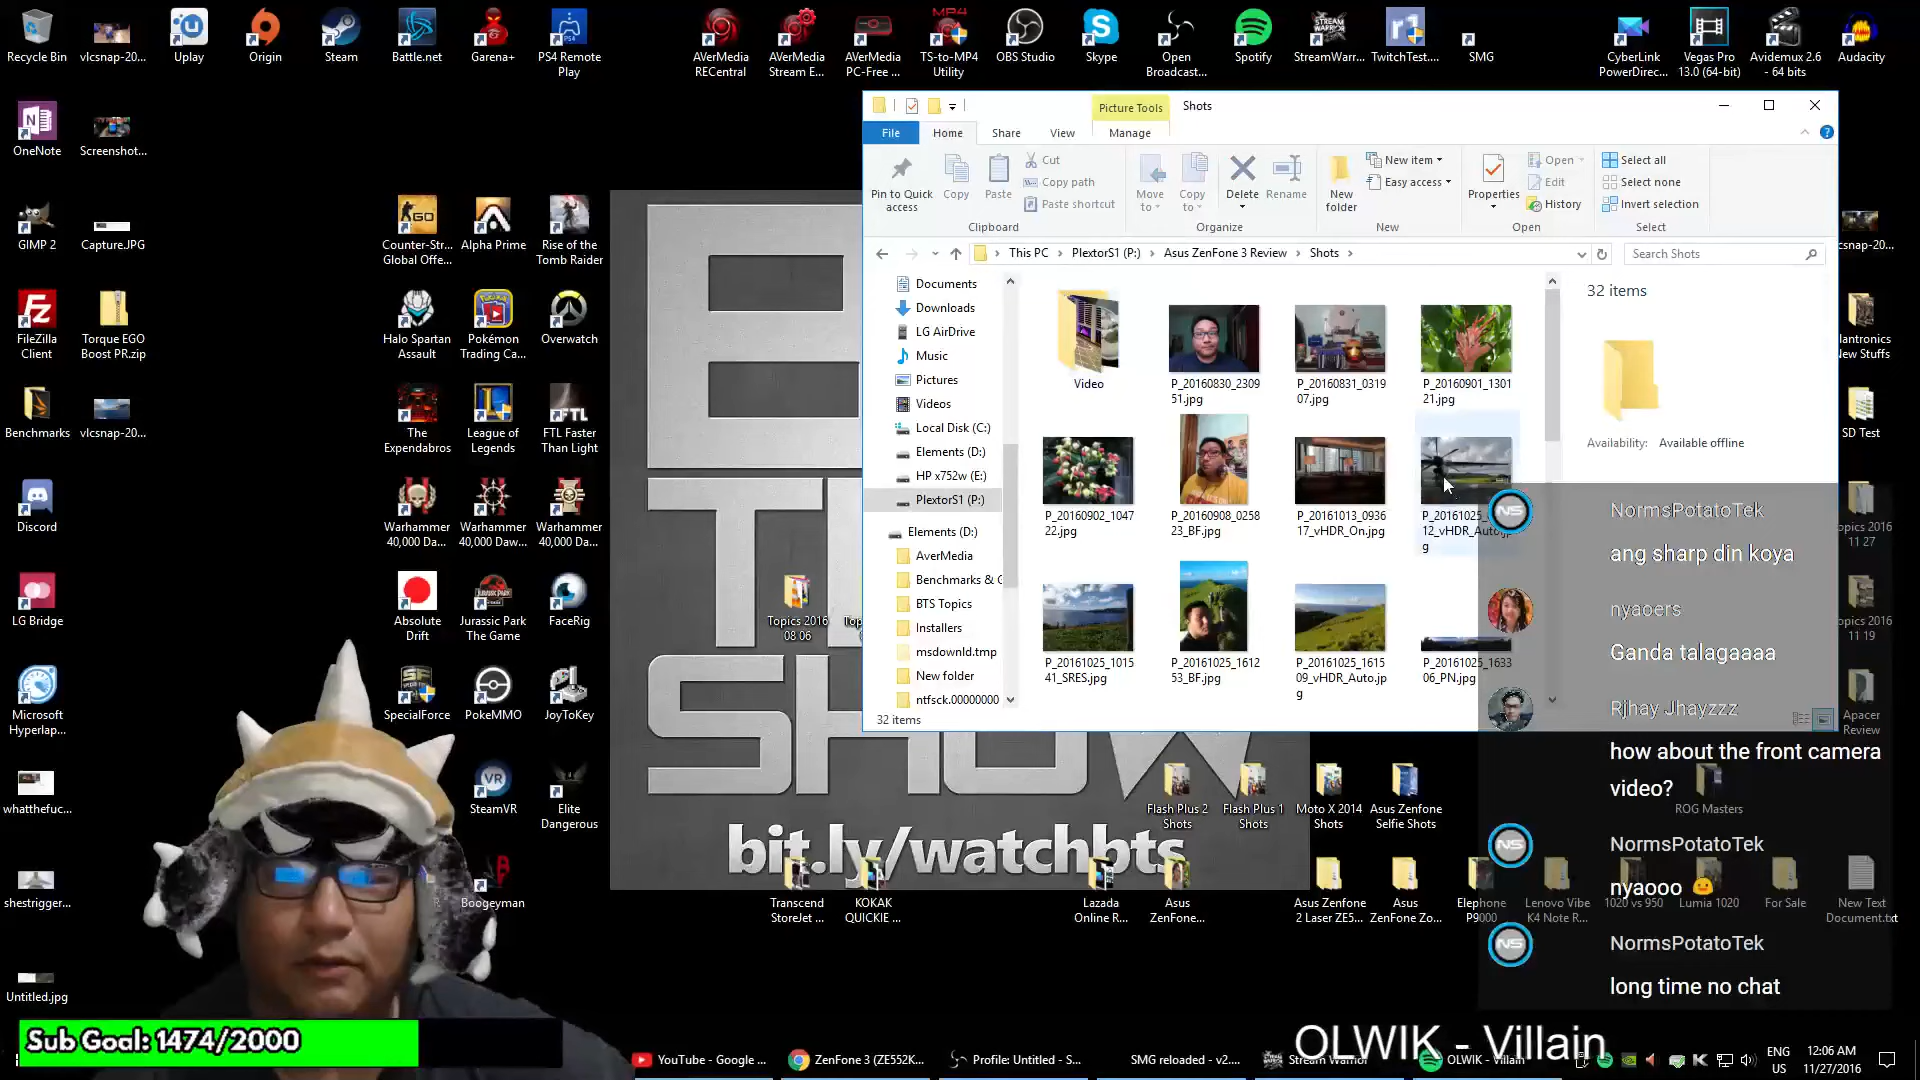 Recycle Bin
vlcsnap-20...
Uplay
Origin
Steam
Battle.net
Garena+
PS4 Remote
Play
AVerMedia
RECentral
AVerMedia
Stream E...
AVerMedia
PC-Free ...
TS-to-MP4
Utility
OBS Studio
Skype
Open
Broadcast...
Spotify
StreamWarr...
TwitchTest....
SMG
CyberLink
PowerDirec...
Vegas Pro
13.0 (64-bit)
Avidemux 2.6
- 64 bits
Audacity
Picture Tools
Shots
File
Home
Share
View
Manage
Pin to Quick
access
Copy
Paste
Cut
Copy path
Paste shortcut
Clipboard
Move
to
Copy
to
Delete
Rename
Organize
New
folder
New item
Easy access
New
Properties
Open
Edit
History
Open
Select all
Select none
Invert selection
Select
This PC
PlextorS1 (P:)
Asus ZenFone 3 Review
Shots
Search Shots
Documents
Downloads
LG AirDrive
Music
Pictures
Videos
Local Disk (C:)
Elements (D:)
HP x752w (E:)
PlextorS1 (P:)
Elements (D:)
AverMedia
Benchmarks & G
BTS Topics
Installers
msdownld.tmp
New folder
ntfsck.00000000
Video
P_20160830_2309
51.jpg
P_20160831_0319
07.jpg
P_20160901_1301
21.jpg
P_20160902_1047
22.jpg
P_20160908_0258
23_BF.jpg
P_20161013_0936
17_vHDR_On.jpg
P_20161025_
12_vHDR_Auto.jp
g
P_20161025_1015
41_SRES.jpg
P_20161025_1612
53_BF.jpg
P_20161025_1615
09_vHDR_Auto.jp
g
P_20161025_1633
06_PN.jpg
32 items
32 items
Availability: Available offline
NormsPotatoTek
ang sharp din koya
nyaoers
Ganda talagaaaa
Rjhay Jhayzzz
how about the front camera
video?
NormsPotatoTek
nyaooo
NormsPotatoTek
long time no chat
OneNote
Screenshot...
GIMP 2
Capture.JPG
FileZilla
Client
Torque EGO
Boost PR.zip
Benchmarks
vlcsnap-20...
Discord
LG Bridge
Microsoft
Hyperlap...
whatthefuc...
shestrigger...
Untitled.jpg
Counter-Str...
Global Offe...
Alpha Prime
Rise of the
Tomb Raider
Halo Spartan
Assault
Pokémon
Trading Ca...
Overwatch
The
Expendabros
League of
Legends
FTL Faster
Than Light
Warhammer
40,000 Da...
Warhammer
40,000 Daw...
Warhammer
40,000 Daw...
Absolute
Drift
Jurassic Park
The Game
FaceRig
SpecialForce
PokeMMO
JoyToKey
SteamVR
Elite
Dangerous
Boogeyman
Topics 2016
08 06
SHOW
bit.ly/watchbts
Flash Plus 2
Shots
Flash Plus 1
Shots
Moto X 2014
Shots
Asus Zenfone
Selfie Shots
ROG Masters
Transcend
StoreJet ...
KOKAK
QUICKIE ...
Lazada
Online R...
Asus
ZenFone...
Asus Zenfone
2 Laser ZE5...
Asus
ZenFone Zo...
Elephone
P9000
Lenovo Vibe
K4 Note R...
1020 vs 950
Lumia 1020
For Sale
New Text
Document.txt
csnap-20...
lantronics
New Stuffs
SD Test
opics 2016
11 27
opics 2016
11 19
Apacer
Review
Sub Goal: 1474/2000
OLWIK - Villain
YouTube - Google ...
ZenFone 3 (ZE552K...
Profile: Untitled - S...
SMG reloaded - v2....
Stream Warrior
OLWIK - Villain
ENG
US
12:06 AM
11/27/2016